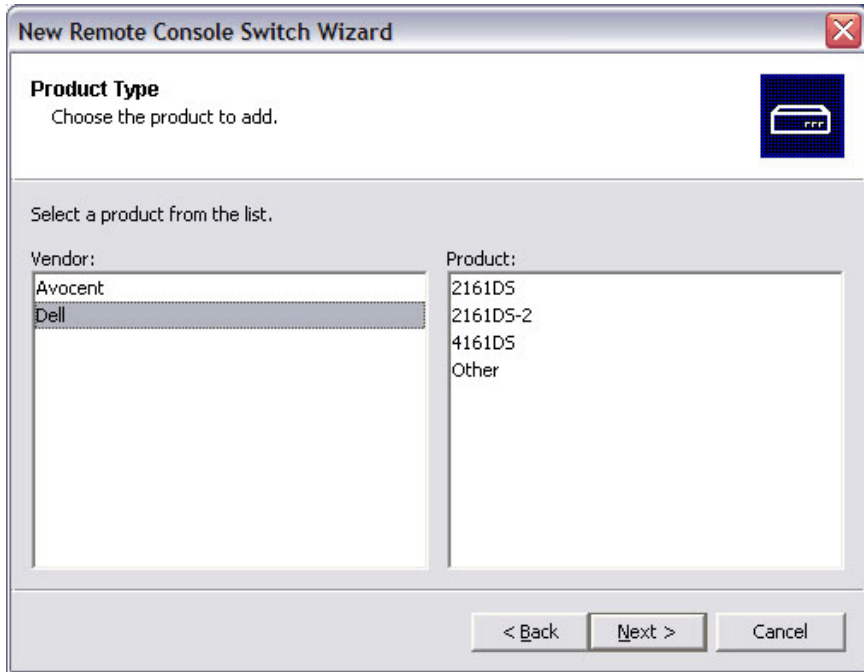 New Remote Console Switch Wizard
Product Type
Choose the product to add.
Select a product from the list.
Vendor:
Avocent
Dell
Product:
2161DS
2161DS-2
4161DS
Other
< Back
Next >
Cancel